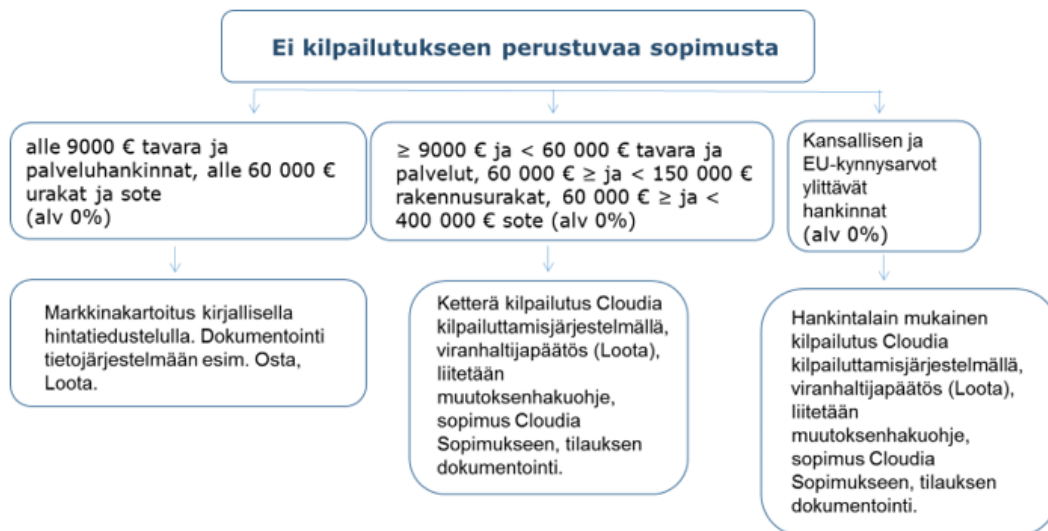 Ei kilpailutukseen perustuvaa sopimusta
alle 9000 € tavara ja
palveluhankinnat, alle 60 000 €
urakat ja sote
(alv 0%)
≥ 9000 € ja < 60 000 € tavara ja
palvelut, 60 000 € ≥ ja < 150 000 €
rakennusurakat, 60 000 € ≥ ja <
400 000 € sote (alv 0%)
Kansallisen ja
EU-kynnysarvot
ylittävät
hankinnat
(alv 0%)
Markkinakartoitus kirjallisella
hintatiedustelulla. Dokumentointi
tietojärjestelmään esim. Osta,
Loota.
Ketterä kilpailutus Cloudia
kilpailuttamisjärjestelmällä,
viranhaltijapäätös (Loota),
liitetään
muutoksenhakuohje,
sopimus Cloudia
Sopimukseen, tilauksen
dokumentointi.
Hankintalain mukainen
kilpailutus Cloudia
kilpailuttamisjärjestelmällä,
viranhaltijapäätös (Loota),
liitetään
muutoksenhakuohje,
sopimus Cloudia
Sopimukseen, tilauksen
dokumentointi.